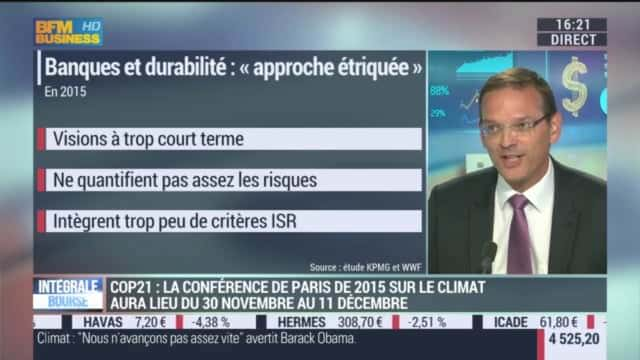 BFM HD
BUSINESS
16:21
DIRECT
Banques et durabilité : « approche étriquée »
En 2015
Visions à trop court terme
Ne quantifient pas assez les risques
Intègrent trop peu de critères ISR
Source : étude KPMG et WWF
88%
29%
$
INTÉGRALE
BOURSE
COP21 : LA CONFÉRENCE DE PARIS DE 2015 SUR LE CLIMAT
AURA LIEU DU 30 NOVEMBRE AU 11 DÉCEMBRE
HAVAS 7,20 € -4,38 % HERMES 308,70 € -2,51 % ICADE 61,80 €
Climat : "Nous n'avançons pas assez vite" avertit Barack Obama.
4 525,20